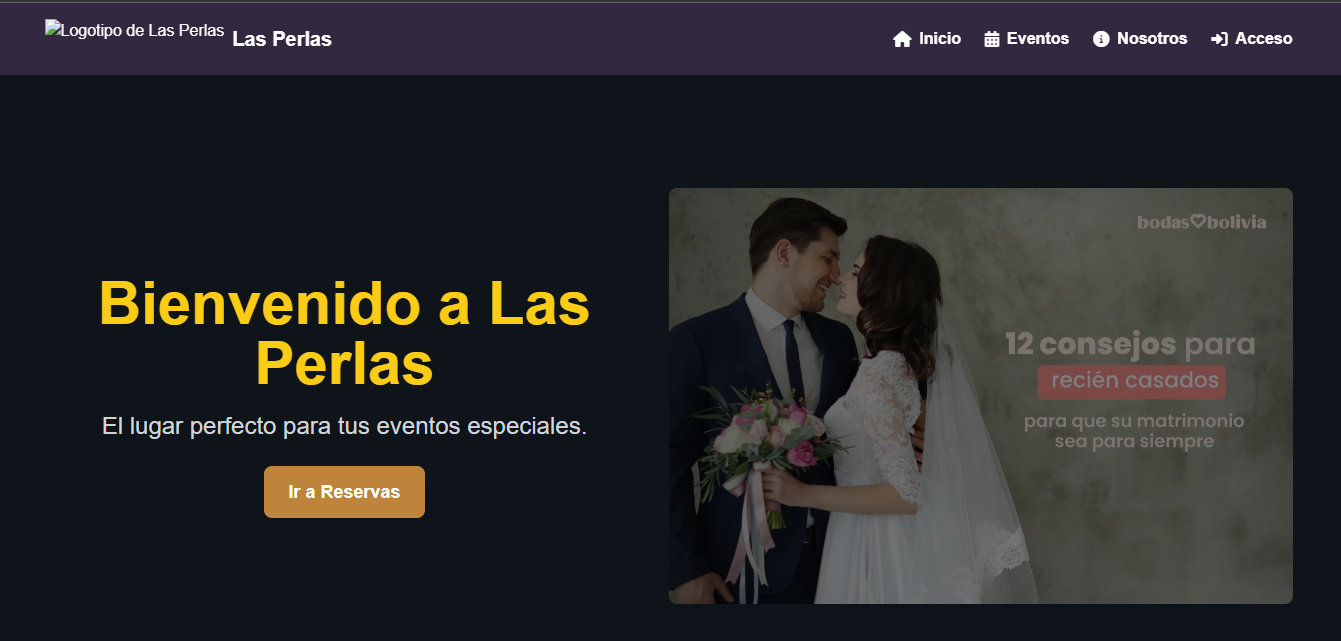 Logotipo de Las Perlas
Las Perlas
Inicio
Eventos
Nosotros
Acceso
Bienvenido a Las
Perlas
El lugar perfecto para tus eventos especiales.
Ir a Reservas
bodas bolivia
12 consejos para
recién casados
para que su matrimonio
sea para siempre